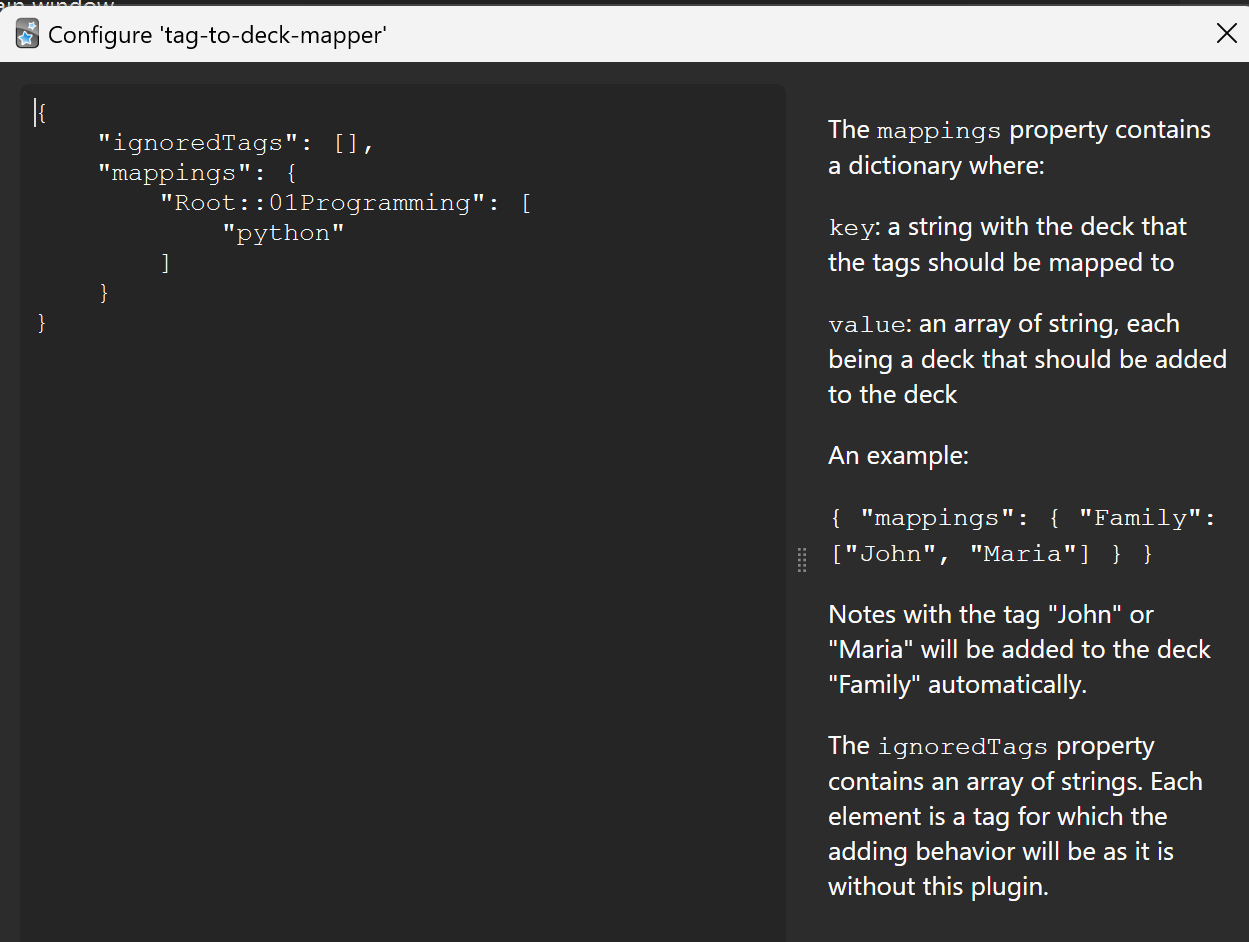 Configure 'tag-to-deck-mapper'
{
    "ignoredTags": [],
    "mappings": {
        "Root::01Programming": [
            "python"
        ]
    }
}
The mappings property contains
a dictionary where:
key: a string with the deck that
the tags should be mapped to
value: an array of string, each
being a deck that should be added
to the deck
An example:
{ "mappings": { "Family":
["John", "Maria"] } }
Notes with the tag "John" or
"Maria" will be added to the deck
"Family" automatically.
The ignoredTags property
contains an array of strings. Each
element is a tag for which the
adding behavior will be as it is
without this plugin.